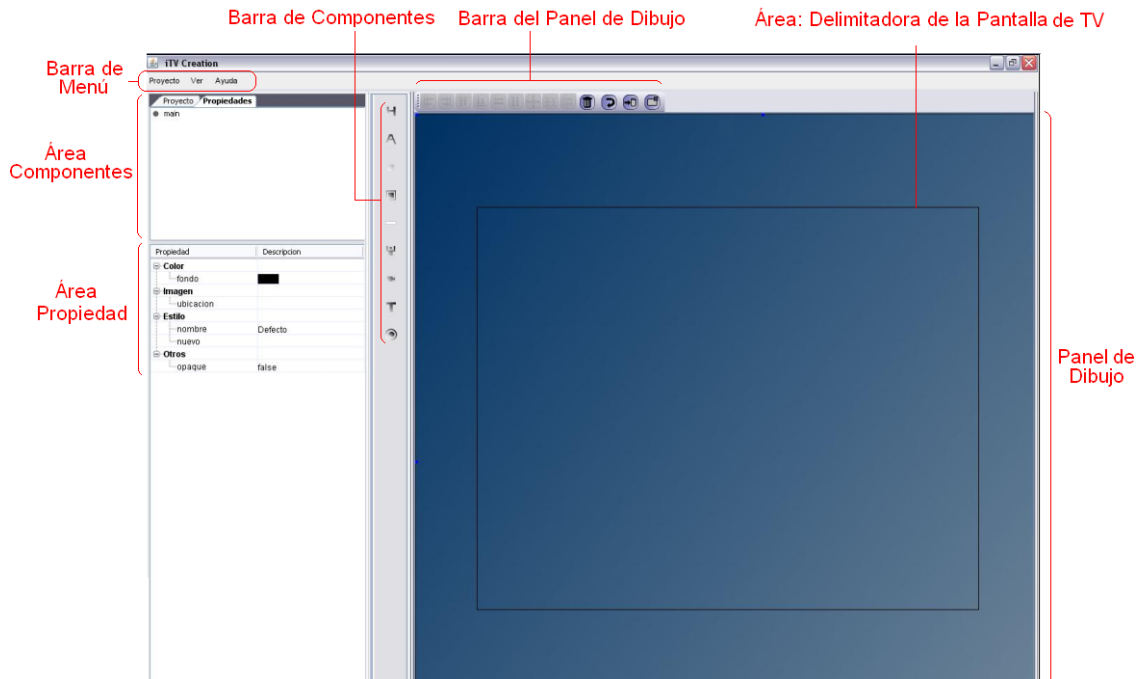 Barra de Componentes
Barra del Panel de Dibujo
Área: Delimitadora de la Pantalla de TV
Barra de
Menú
iTV Creation
Proyecto Ver Ayuda
Proyecto Propiedades
main
Área
Componentes
Propiedad Descripcion
Color
fondo
Imagen
ubicacion
Estilo
nombre Defecto
nuevo
Otros
opaque false
Área
Propiedad
Panel de
Dibujo